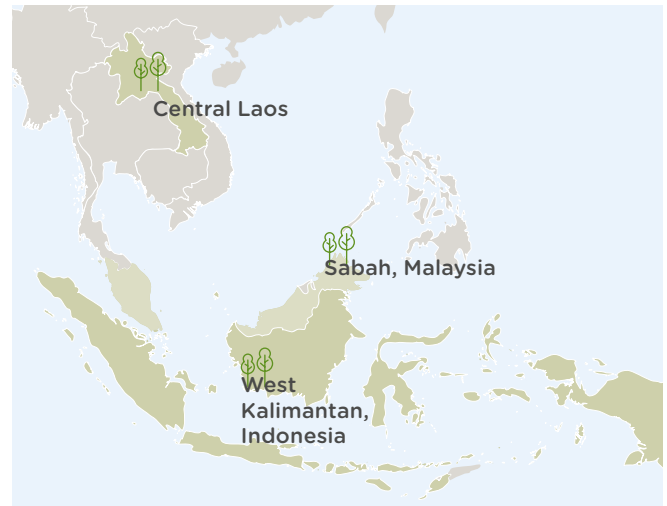 Central Laos
Sabah, Malaysia
West
Kalimantan,
Indonesia